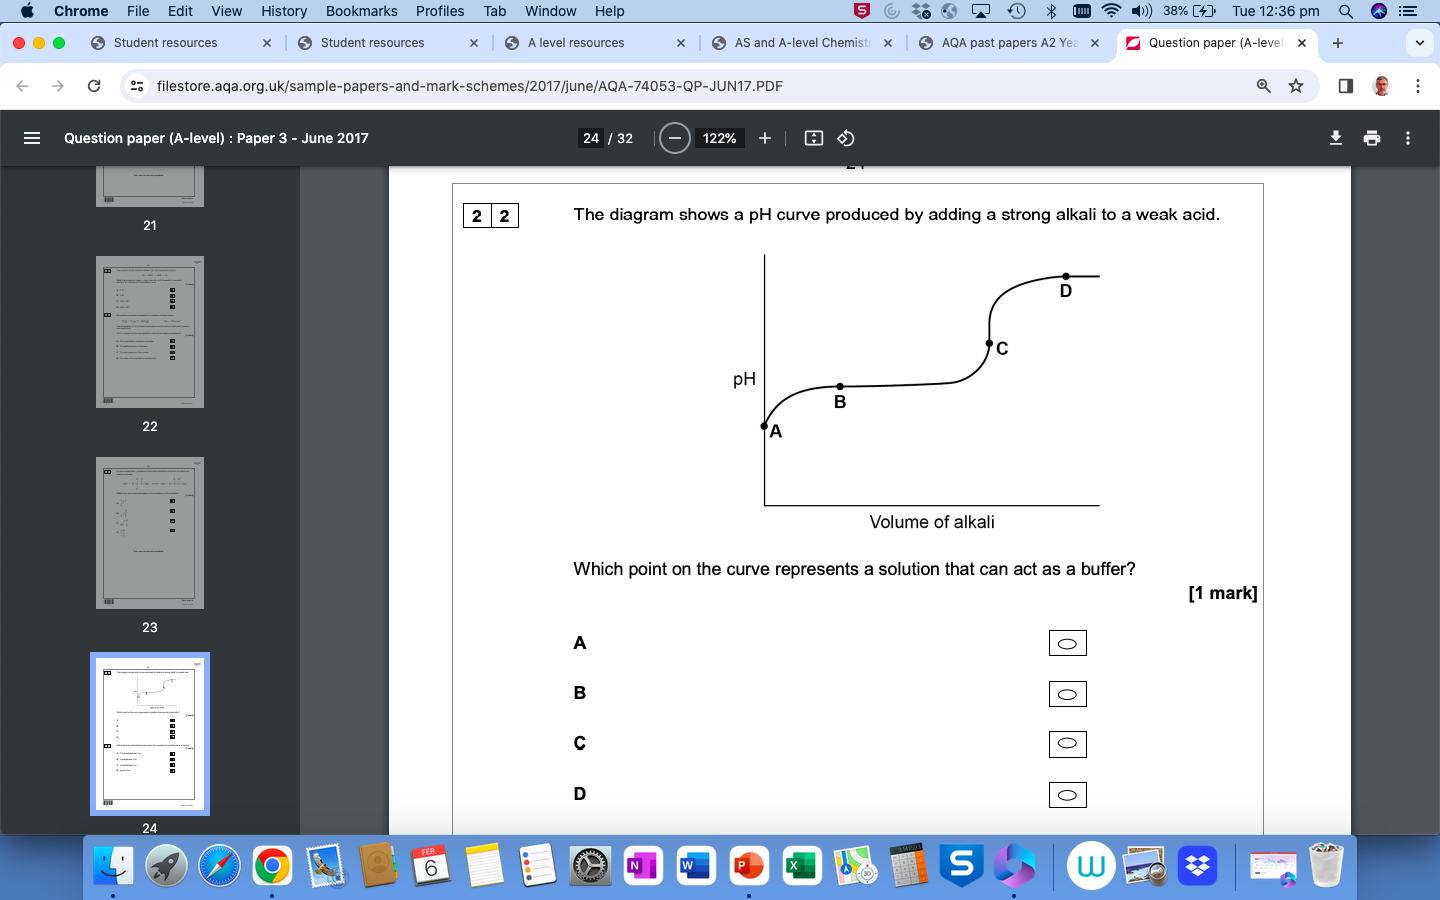 Chrome File Edit View History Bookmarks Profiles Tab Window Help 38% Tue 12:36 pm
Student resources Student resources A level resources AS and A-level Chemist AQA past papers A2 Yea Question paper (A-level
filestore.aqa.org.uk/sample-papers-and-mark-schemes/2017/june/AQA-74053-QP-JUN17.PDF
Question paper (A-level) : Paper 3 - June 2017 24 / 32 122%
21
22
23
24
2 2 The diagram shows a pH curve produced by adding a strong alkali to a weak acid.
D
C
pH
B
A
Volume of alkali
Which point on the curve represents a solution that can act as a buffer?
[1 mark]
A
B
C
D
FEB
6
N
W
P
X
3D
S
W